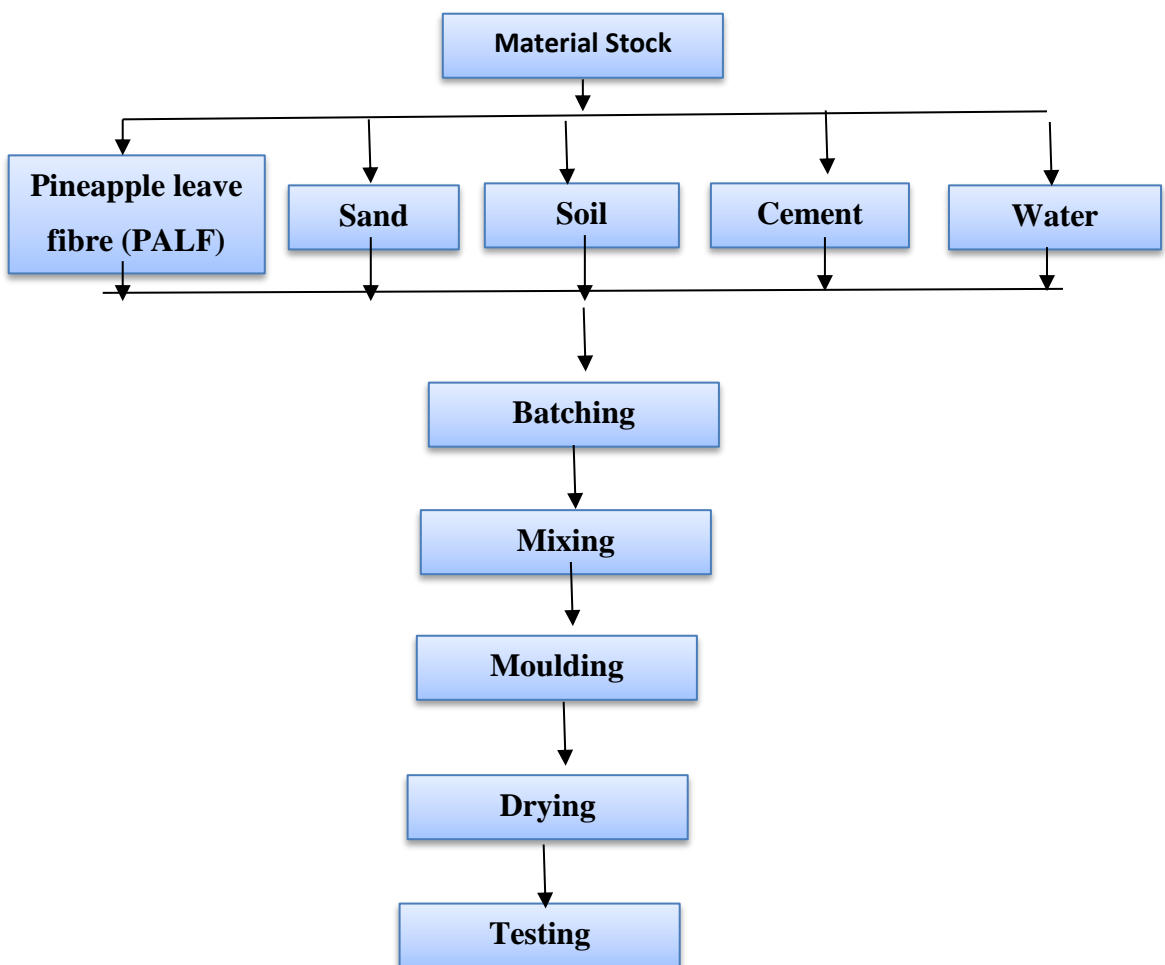 Material Stock
Pineapple leave
fibre (PALF)
Sand
Soil
Cement
Water
Batching
Mixing
Moulding
Drying
Testing